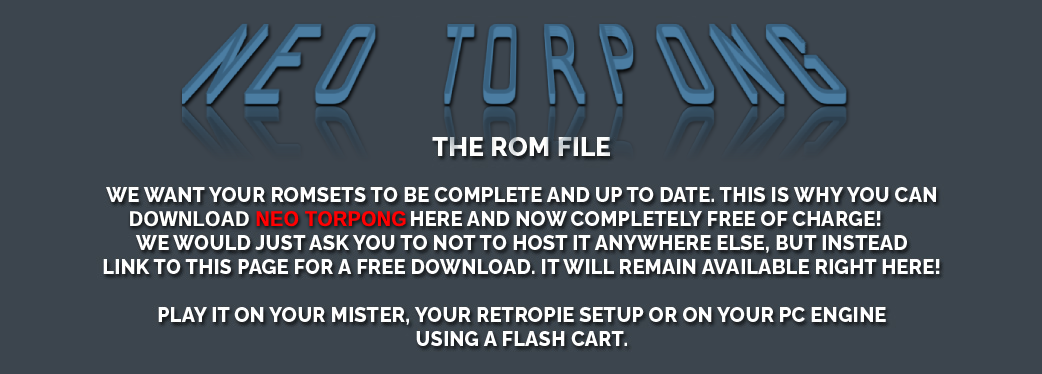 NEO TORPONG
THE ROM FILE
WE WANT YOUR ROMSETS TO BE COMPLETE AND UP TO DATE. THIS IS WHY YOU CAN
DOWNLOAD NEO TORPONG HERE AND NOW COMPLETELY FREE OF CHARGE!
WE WOULD JUST ASK YOU TO NOT TO HOST IT ANYWHERE ELSE, BUT INSTEAD
LINK TO THIS PAGE FOR A FREE DOWNLOAD. IT WILL REMAIN AVAILABLE RIGHT HERE!
PLAY IT ON YOUR MISTER, YOUR RETROPIE SETUP OR ON YOUR PC ENGINE
USING A FLASH CART.